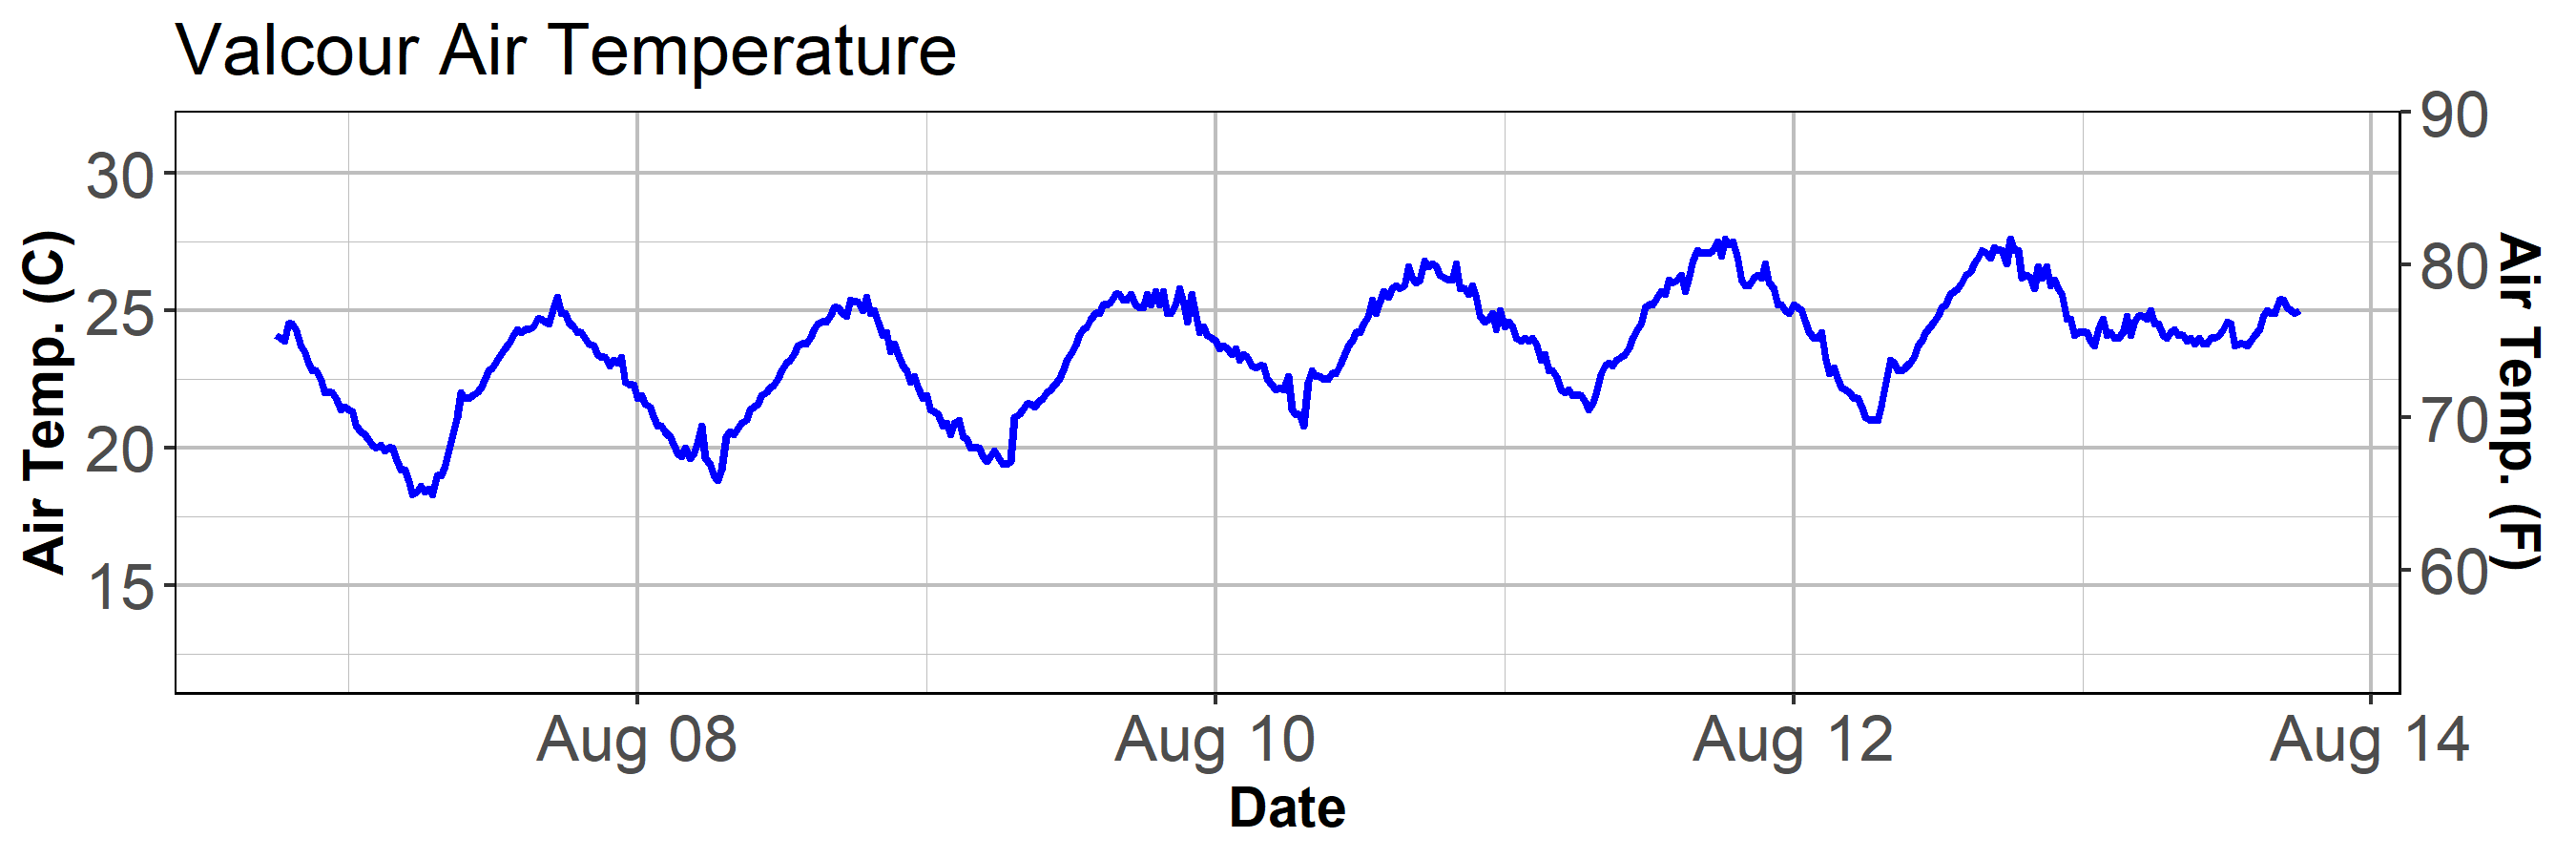 Valcour Air Temperature
Air Temp. (C)
30
25
20
15
90
80
70
60
Air Temp. (F)
Aug 08
Aug 10
Aug 12
Aug 14
Date